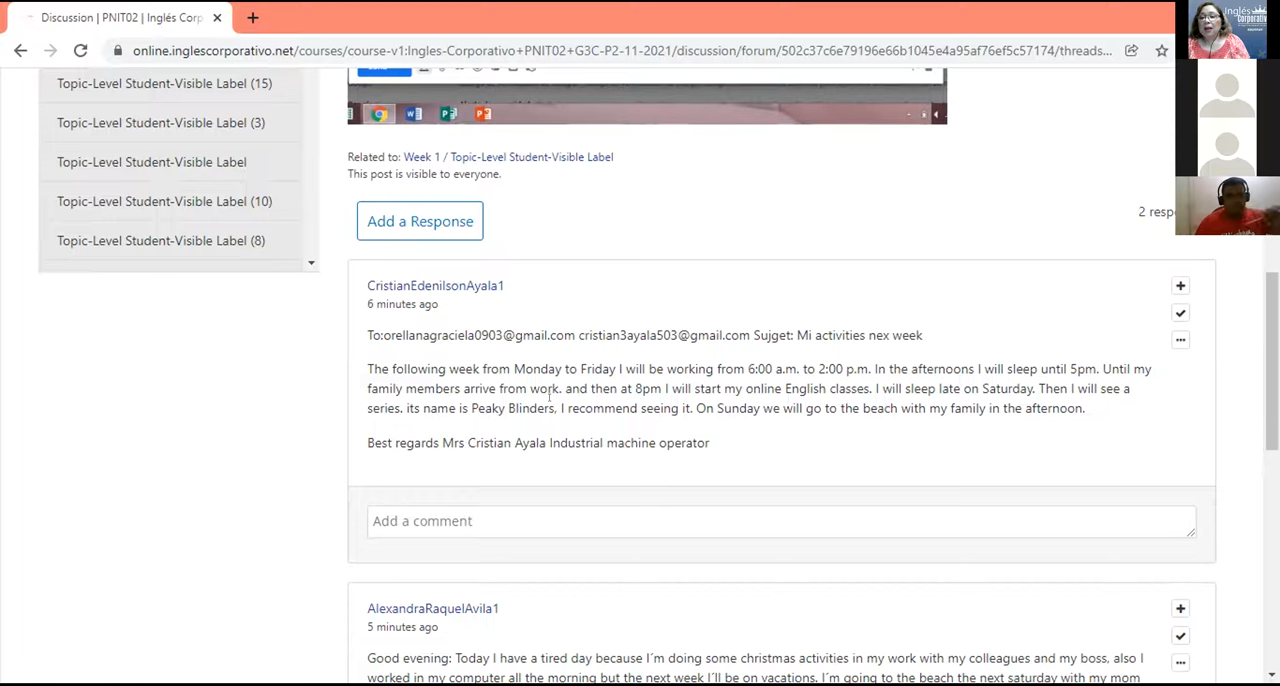 Discussion | PNIT02 | Inglés Corp
online.inglescorporativo.net/courses/course-v1:Ingles-Corporativo+PNIT02+G3C-P2-11-2021/discussion/forum/502c37c6e79196e66b1045e4a95af76ef5c57174/threads...
Inglés
Corporativo
Topic-Level Student-Visible Label (15)
Topic-Level Student-Visible Label (3)
Topic-Level Student-Visible Label
Topic-Level Student-Visible Label (10)
Topic-Level Student-Visible Label (8)
Related to: Week 1 / Topic-Level Student-Visible Label
This post is visible to everyone.
Add a Response
2 resp
CristianEdenilsonAyala1
6 minutes ago
To:orellanagraciela0903@gmail.com cristian3ayala503@gmail.com Sujget: Mi activities nex week
The following week from Monday to Friday I will be working from 6:00 a.m. to 2:00 p.m. In the afternoons I will sleep until 5pm. Until my
family members arrive from work. and then at 8pm I will start my online English classes. I will sleep late on Saturday. Then I will see a
series. its name is Peaky Blinders, I recommend seeing it. On Sunday we will go to the beach with my family in the afternoon.
Best regards Mrs Cristian Ayala Industrial machine operator
Add a comment
AlexandraRaquelAvila1
5 minutes ago
Good evening: Today I have a tired day because I´m doing some christmas activities in my work with my colleagues and my boss, also I
worked in my computer all the morning but the next week I´ll be on vacations. I´m going to the beach the next saturday with my mom